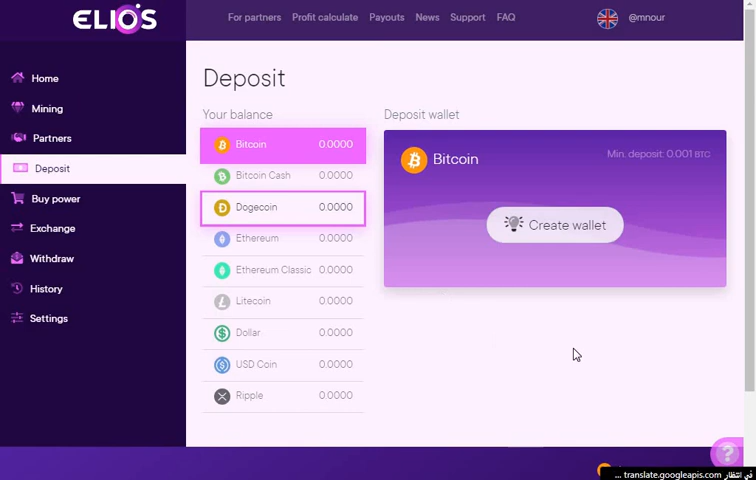 ELIOS
For partners Profit calculate Payouts News Support FAQ @mnour
Home
Mining
Partners
Deposit
Buy power
Exchange
Withdraw
History
Settings
Deposit
Your balance
Bitcoin 0.0000
Bitcoin Cash 0.0000
Dogecoin 0.0000
Ethereum 0.0000
Ethereum Classic 0.0000
Litecoin 0.0000
Dollar 0.0000
USD Coin 0.0000
Ripple 0.0000
Deposit wallet
Bitcoin Min. deposit: 0.001 BTC
Create wallet
?
في انتظار translate.googleapis.com ...